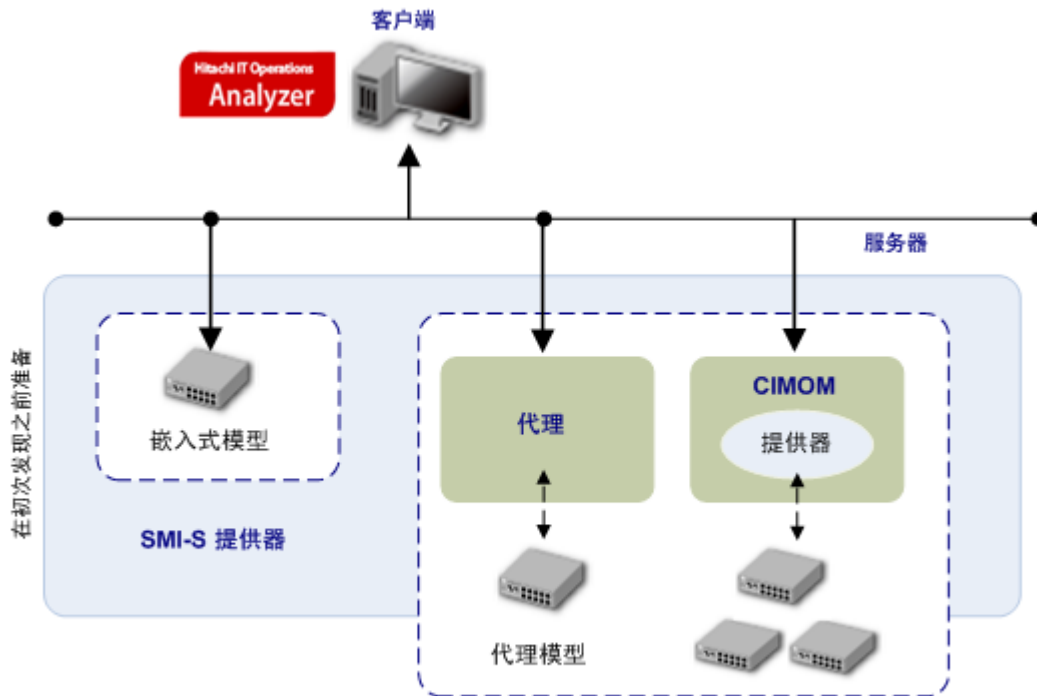 客户端
Hitachi IT Operations
Analyzer
服务器
在初次发现之前准备
嵌入式模型
SMI-S 提供器
代理
CIMOM
提供器
代理模型